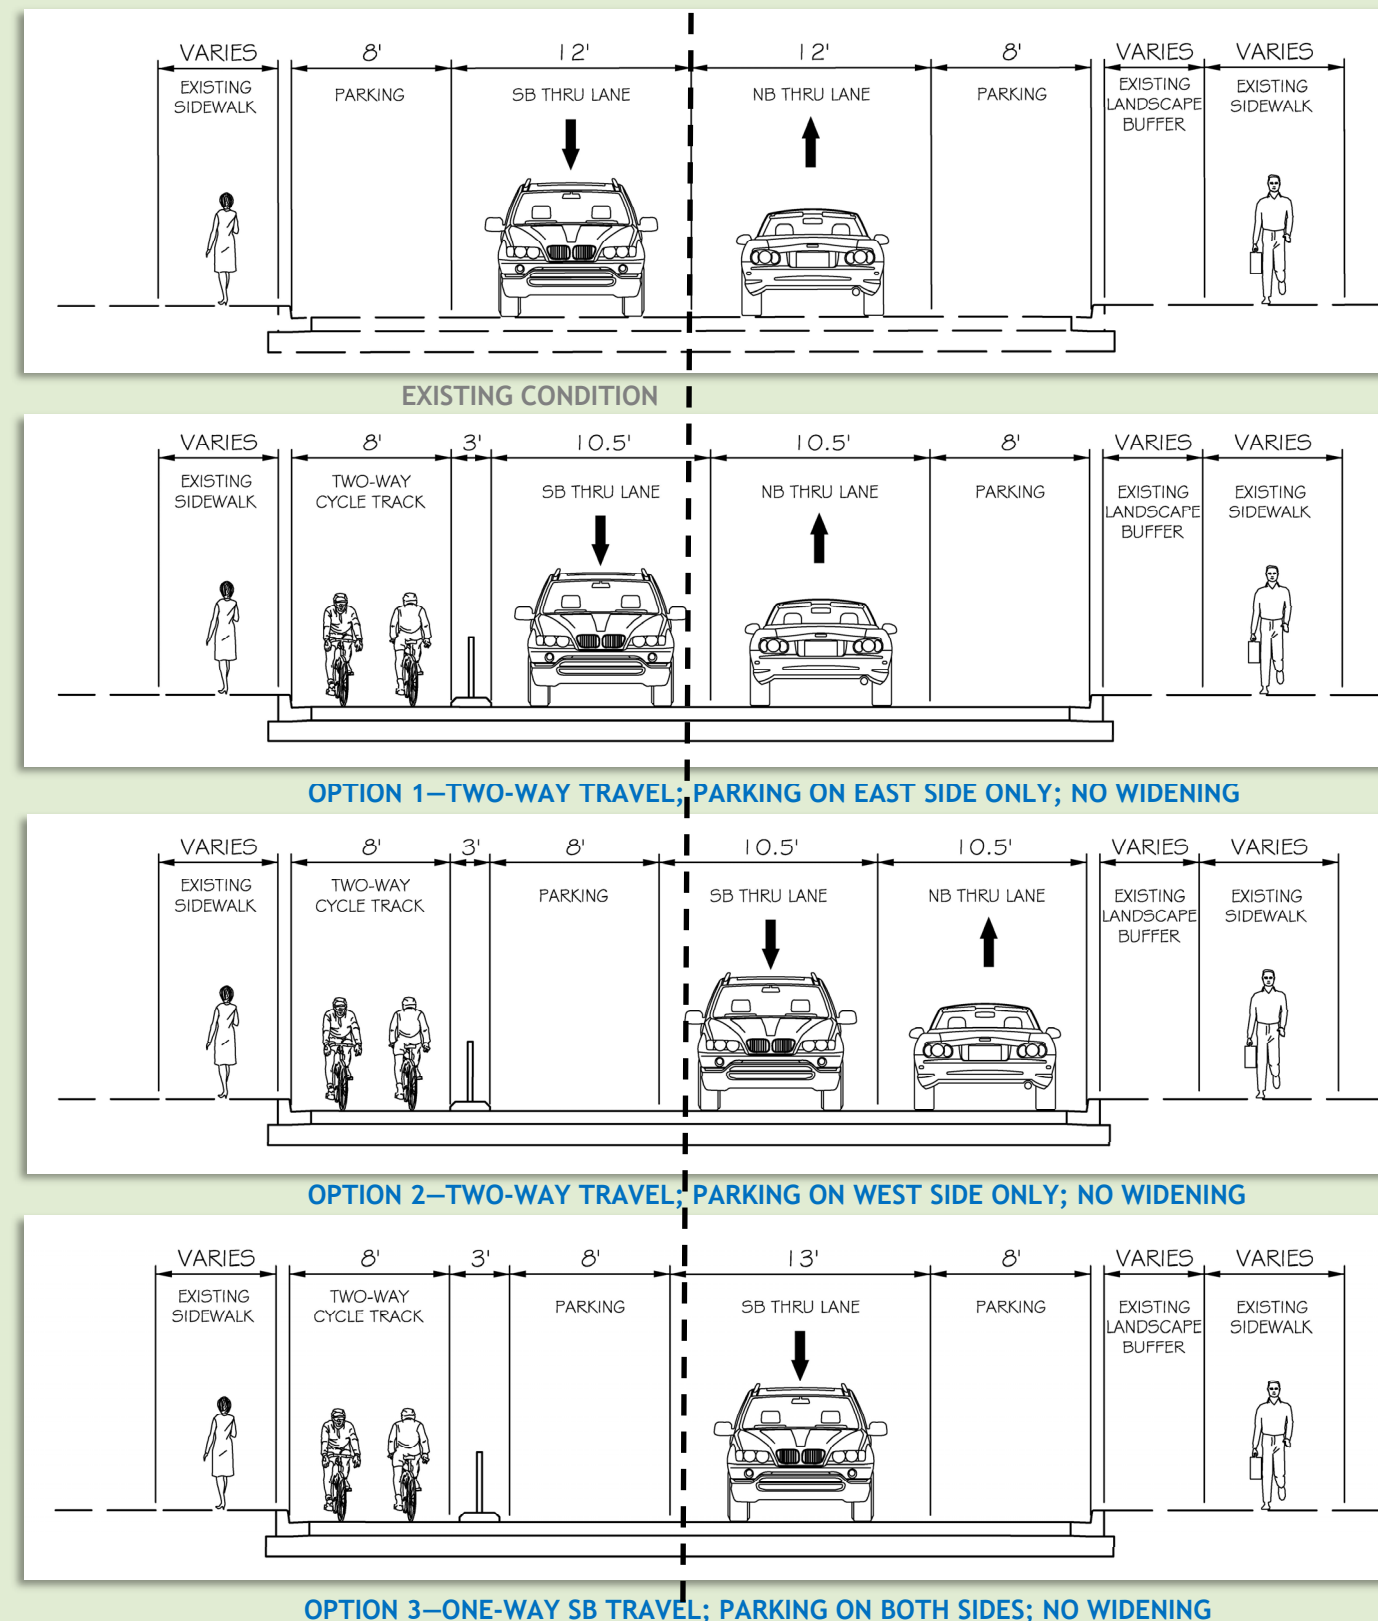 VARIES 8' 12' 12' 8' VARIES VARIES
EXISTING SIDEWALK
PARKING
SB THRU LANE
NB THRU LANE
PARKING
EXISTING LANDSCAPE BUFFER
EXISTING SIDEWALK
EXISTING CONDITION
VARIES 8' 3' 10.5' 10.5' 8' VARIES VARIES
EXISTING SIDEWALK
TWO-WAY CYCLE TRACK
SB THRU LANE
NB THRU LANE
PARKING
EXISTING LANDSCAPE BUFFER
EXISTING SIDEWALK
OPTION 1—TWO-WAY TRAVEL; PARKING ON EAST SIDE ONLY; NO WIDENING
VARIES 8' 3' 8' 10.5' 10.5' VARIES VARIES
EXISTING SIDEWALK
TWO-WAY CYCLE TRACK
PARKING
SB THRU LANE
NB THRU LANE
EXISTING LANDSCAPE BUFFER
EXISTING SIDEWALK
OPTION 2—TWO-WAY TRAVEL; PARKING ON WEST SIDE ONLY; NO WIDENING
VARIES 8' 3' 8' 13' 8' VARIES VARIES
EXISTING SIDEWALK
TWO-WAY CYCLE TRACK
PARKING
SB THRU LANE
PARKING
EXISTING LANDSCAPE BUFFER
EXISTING SIDEWALK
OPTION 3—ONE-WAY SB TRAVEL; PARKING ON BOTH SIDES; NO WIDENING